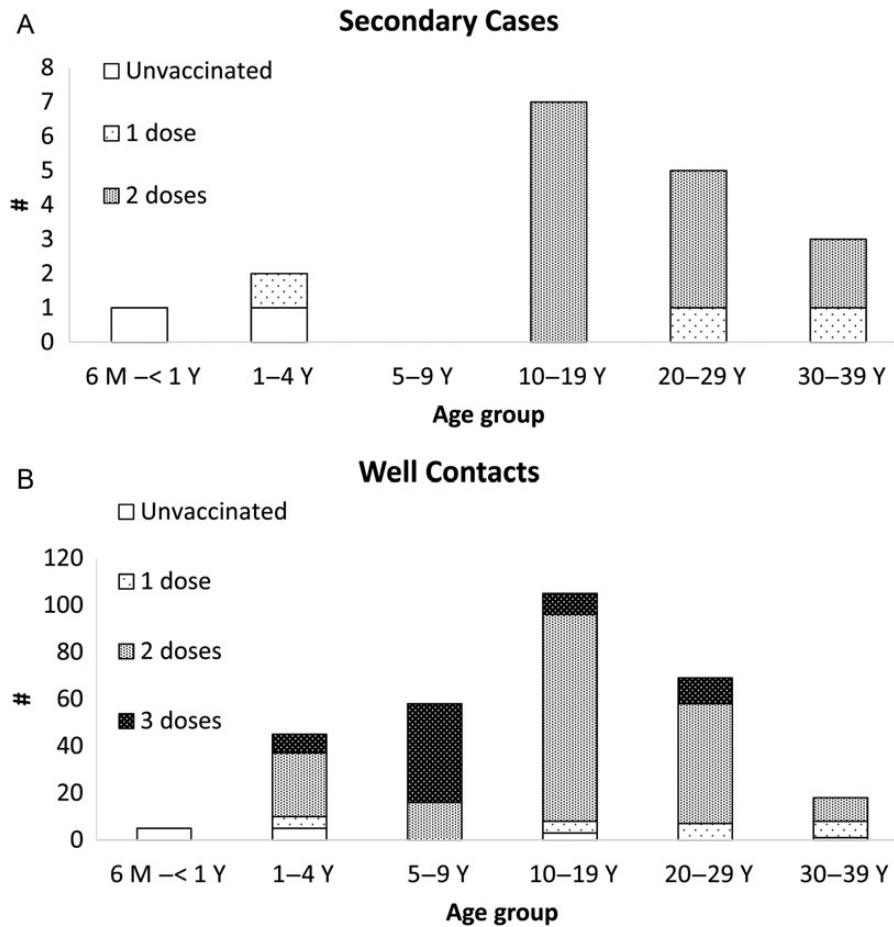 A
Secondary Cases
8
7
6
5
4
3
2
1
0
#
Unvaccinated
1 dose
2 doses
6 M –< 1 Y 1–4 Y 5–9 Y 10–19 Y 20–29 Y 30–39 Y
Age group
B
Well Contacts
120
100
80
60
40
20
0
#
Unvaccinated
1 dose
2 doses
3 doses
6 M –< 1 Y 1–4 Y 5–9 Y 10–19 Y 20–29 Y 30–39 Y
Age group